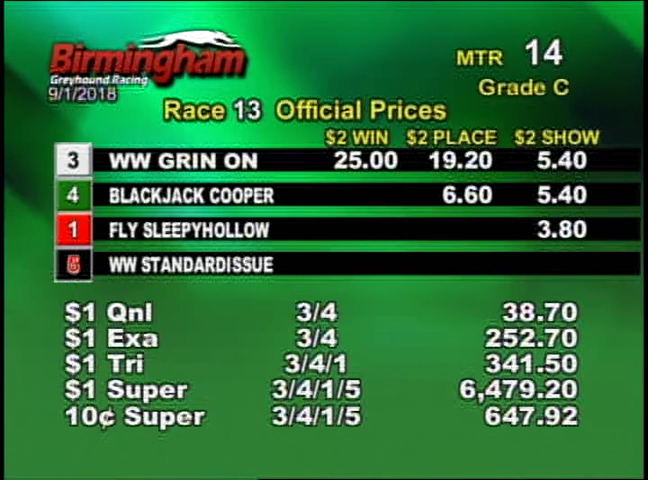 Birmingham
Greyhound Racing
9/1/2018
MTR 14
Grade C
Race 13 Official Prices
$2 WIN $2 PLACE $2 SHOW
3 WW GRIN ON 25.00 19.20 5.40
4 BLACKJACK COOPER 6.60 5.40
1 FLY SLEEPYHOLLOW 3.80
WW STANDARDISSUE
$1 Qnl 3/4 38.70
$1 Exa 3/4 252.70
$1 Tri 3/4/1 341.50
$1 Super 3/4/1/5 6,479.20
10¢ Super 3/4/1/5 647.92